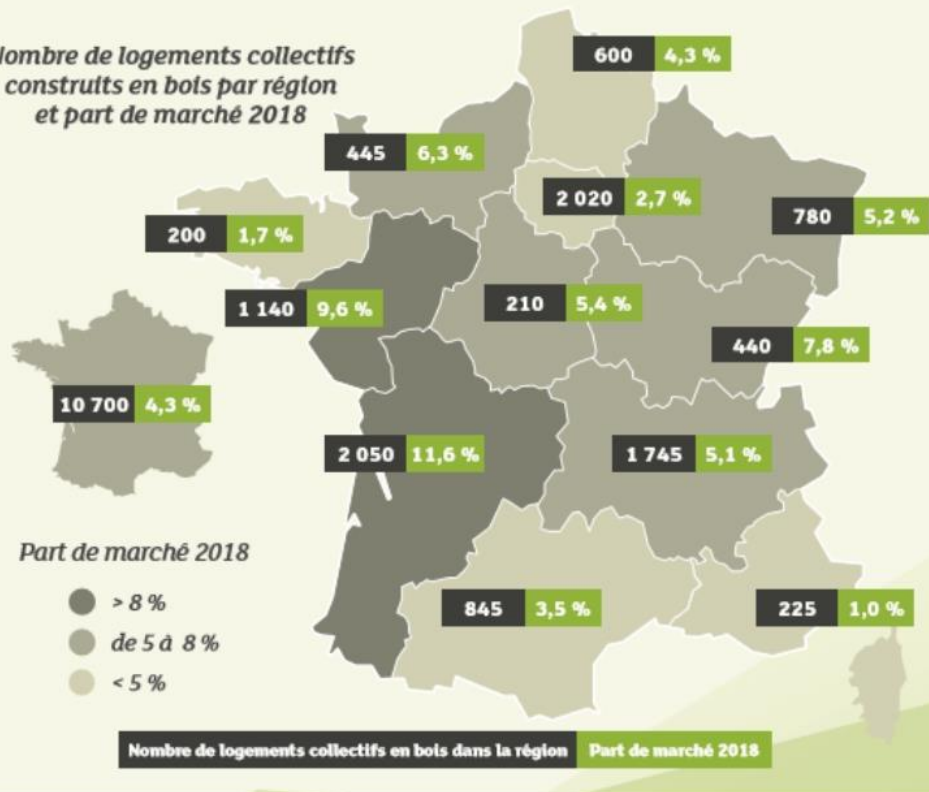 ombre de logements collectifs
construits en bois par région
et part de marché 2018
600 4,3 %
445 6,3 %
2 020 2,7 %
780 5,2 %
200 1,7 %
1 140 9,6 %
210 5,4 %
440 7,8 %
10 700 4,3 %
2 050 11,6 %
1 745 5,1 %
Part de marché 2018
> 8 %
de 5 à 8 %
< 5 %
845 3,5 %
225 1,0 %
Nombre de logements collectifs en bois dans la région Part de marché 2018